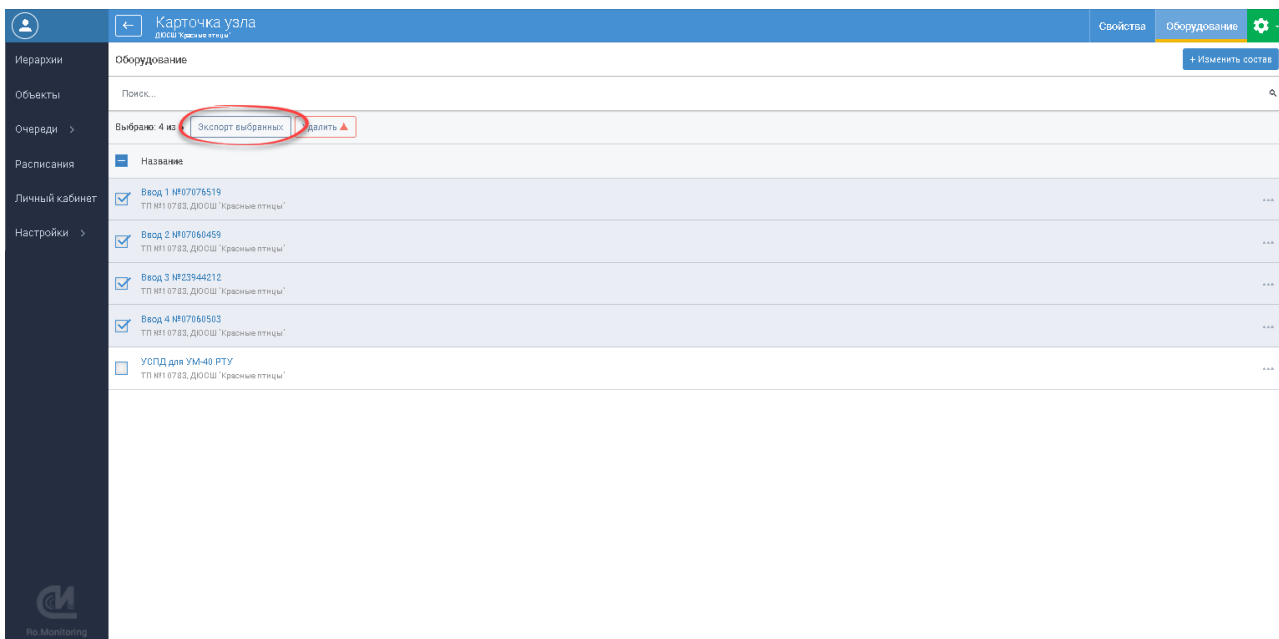 Карточка узла
ДЮСШ "Красные птицы"
Свойства
Оборудование
Иерархии
Объекты
Очереди >
Расписания
Личный кабинет
Настройки >
Оборудование
+ Изменить состав
Поиск...
Выбрано: 4 из
Экспорт выбранных
Название
Ввод 1 №07076519
ТП №10783, ДЮСШ "Красные птицы"
Ввод 2 №07060459
ТП №10783, ДЮСШ "Красные птицы"
Ввод 3 №23944212
ТП №10783, ДЮСШ "Красные птицы"
Ввод 4 №07060503
ТП №10783, ДЮСШ "Красные птицы"
УСПД для УМ-40 РТУ
ТП №10783, ДЮСШ "Красные птицы"
Ro.Monitoring